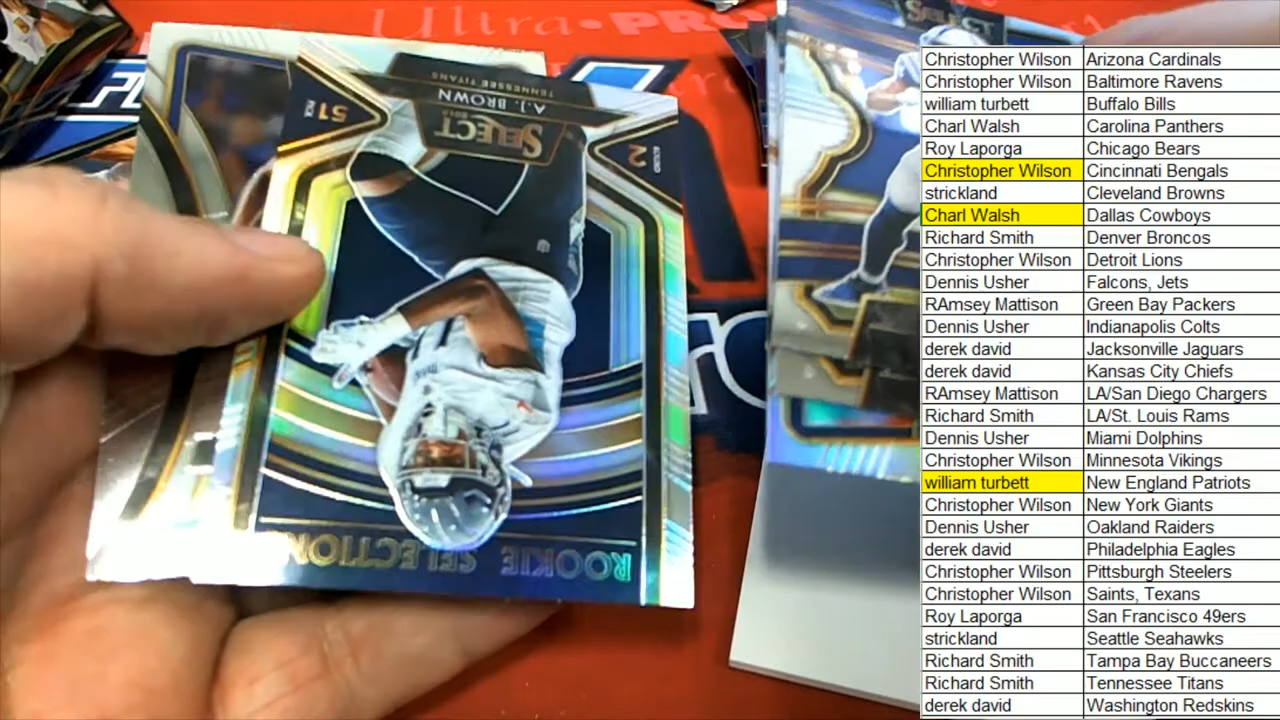 Ultra PRO
SELECT
TENNESSEE TITANS
A.J. BROWN
SELECT
2019
51 PICK
2 ROUND
ROOKIE SELECTIONS
Christopher Wilson Arizona Cardinals
Christopher Wilson Baltimore Ravens
william turbett Buffalo Bills
Charl Walsh Carolina Panthers
Roy Laporga Chicago Bears
Christopher Wilson Cincinnati Bengals
strickland Cleveland Browns
Charl Walsh Dallas Cowboys
Richard Smith Denver Broncos
Christopher Wilson Detroit Lions
Dennis Usher Falcons, Jets
RAmsey Mattison Green Bay Packers
Dennis Usher Indianapolis Colts
derek david Jacksonville Jaguars
derek david Kansas City Chiefs
RAmsey Mattison LA/San Diego Chargers
Richard Smith LA/St. Louis Rams
Dennis Usher Miami Dolphins
Christopher Wilson Minnesota Vikings
william turbett New England Patriots
Christopher Wilson New York Giants
Dennis Usher Oakland Raiders
derek david Philadelphia Eagles
Christopher Wilson Pittsburgh Steelers
Christopher Wilson Saints, Texans
Roy Laporga San Francisco 49ers
strickland Seattle Seahawks
Richard Smith Tampa Bay Buccaneers
Richard Smith Tennessee Titans
derek david Washington Redskins